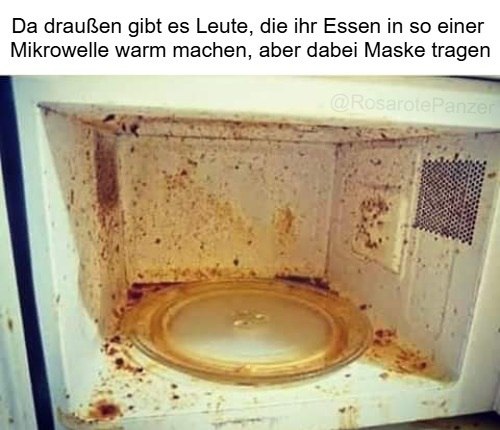 Da draußen gibt es Leute, die ihr Essen in so einer
Mikrowelle warm machen, aber dabei Maske tragen
@RosarotePanzer